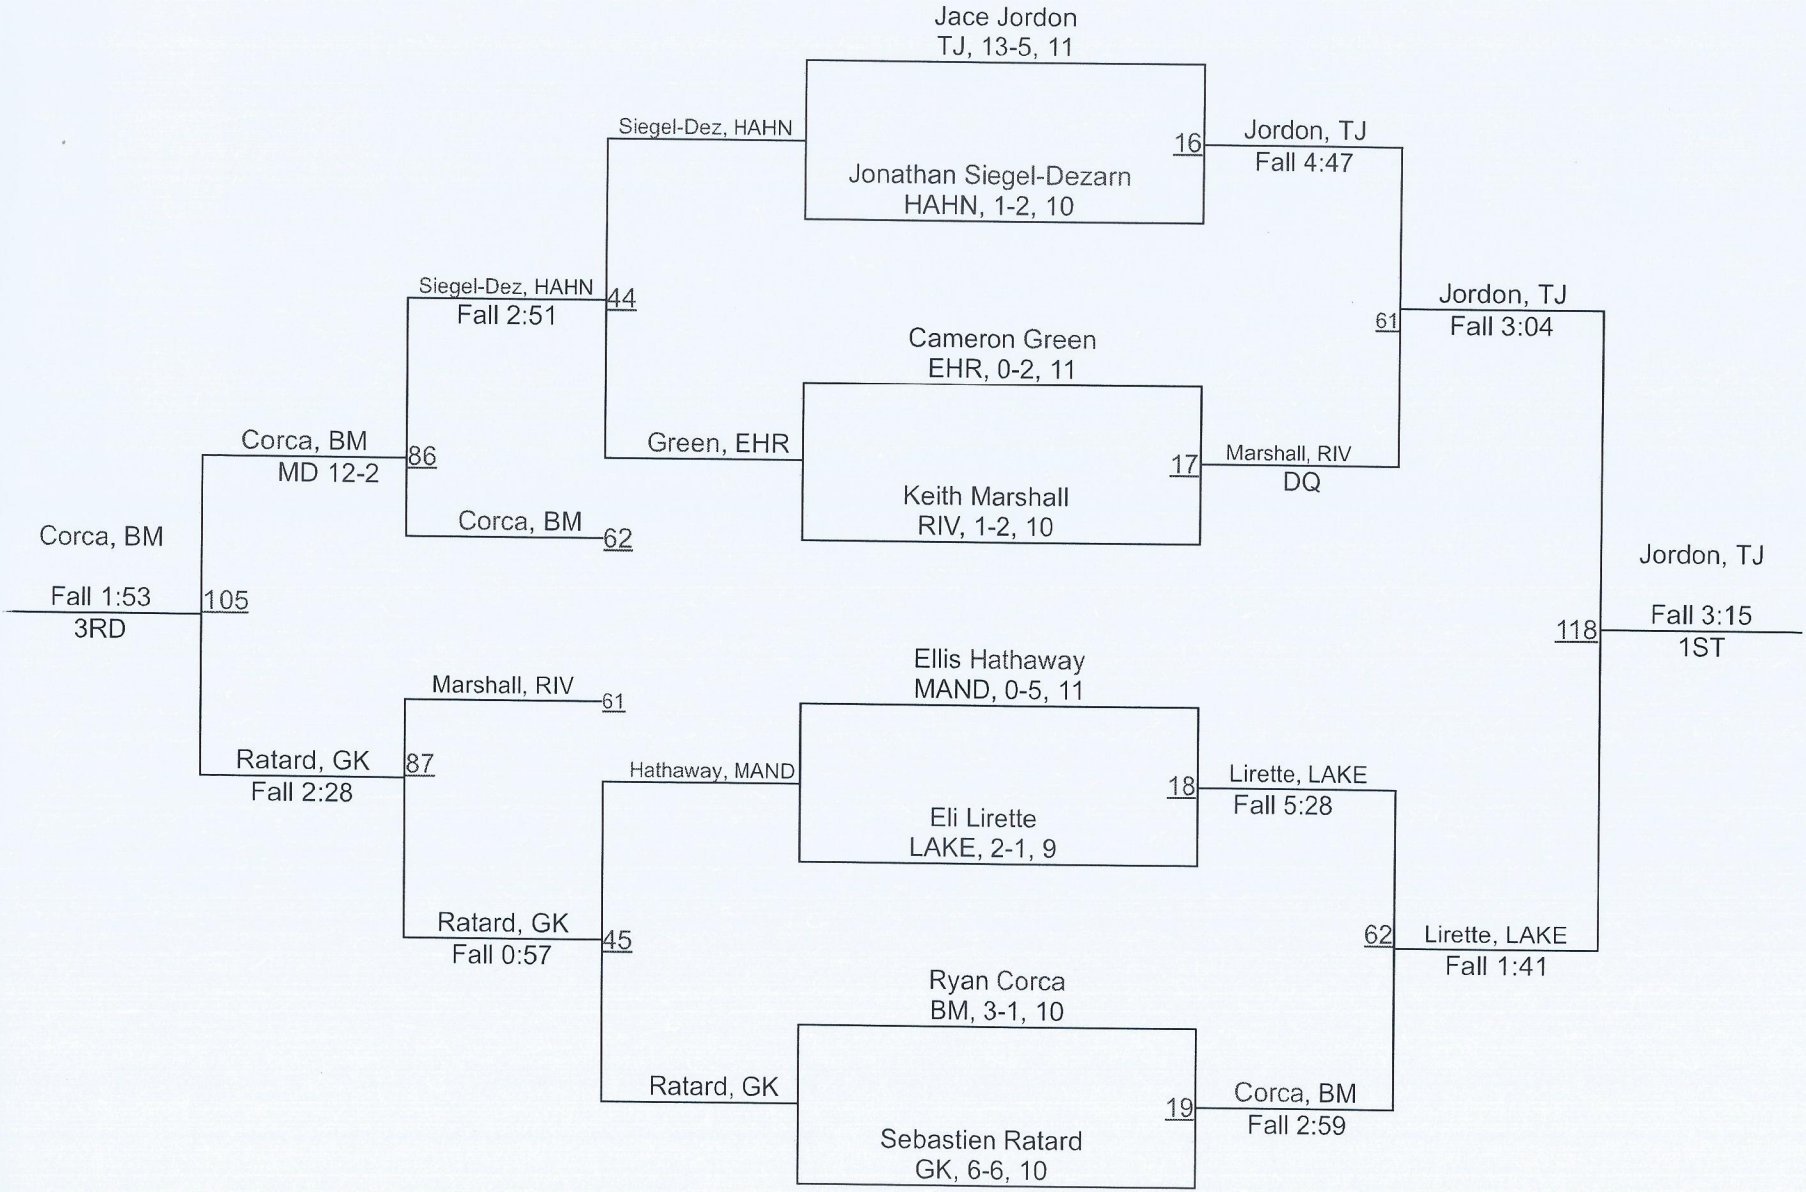 Jace Jordon
TJ, 13-5, 11
Siegel-Dez, HAHN
16
Jordon, TJ
Fall 4:47
Jonathan Siegel-Dezarn
HAHN, 1-2, 10
Siegel-Dez, HAHN
44
Fall 2:51
Jordon, TJ
61
Fall 3:04
Cameron Green
EHR, 0-2, 11
Corca, BM
86
MD 12-2
Green, EHR
17
Marshall, RIV
DQ
Keith Marshall
RIV, 1-2, 10
Corca, BM
62
Corca, BM
Fall 1:53
105
3RD
Jordon, TJ
118
Fall 3:15
1ST
Ellis Hathaway
MAND, 0-5, 11
Marshall, RIV
61
Ratard, GK
87
Fall 2:28
Hathaway, MAND
18
Lirette, LAKE
Fall 5:28
Eli Lirette
LAKE, 2-1, 9
Ratard, GK
45
Fall 0:57
62
Lirette, LAKE
Fall 1:41
Ryan Corca
BM, 3-1, 10
Ratard, GK
19
Corca, BM
Fall 2:59
Sebastien Ratard
GK, 6-6, 10